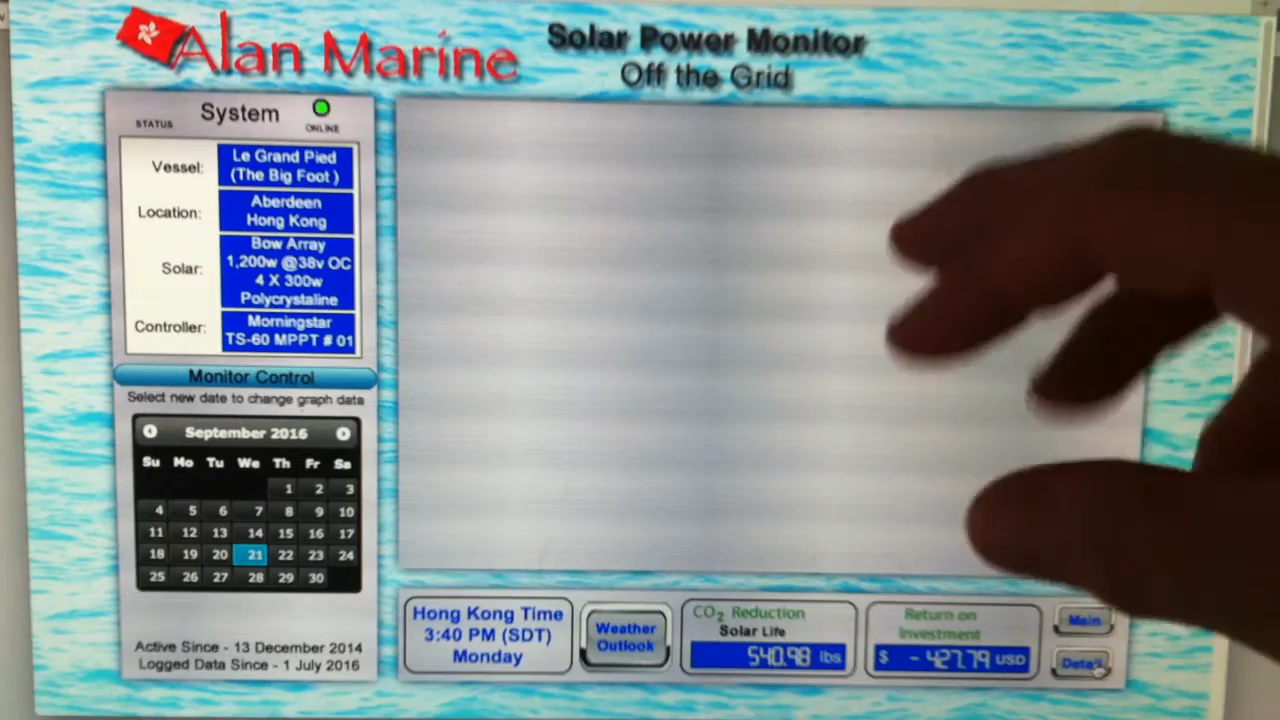 Alan Marine
Solar Power Monitor
Off the Grid
System
STATUS
ONLINE
Vessel:
Le Grand Pied
(The Big Foot )
Location:
Aberdeen
Hong Kong
Solar:
Bow Array
1,200w @38v OC
4 X 300w
Polycrystaline
Controller:
Morningstar
TS-60 MPPT # 01
Monitor Control
Select new date to change graph data
September 2016
Su Mo Tu We Th Fr Sa
1 2 3
4 5 6 7 8 9 10
11 12 13 14 15 16 17
18 19 20 21 22 23 24
25 26 27 28 29 30
Active Since - 13 December 2014
Logged Data Since - 1 July 2016
Hong Kong Time
3:40 PM (SDT)
Monday
Weather
Outlook
CO2 Reduction
Solar Life
540.98 lbs
Return on
Investment
$ - 427.79 USD
Main
Detail